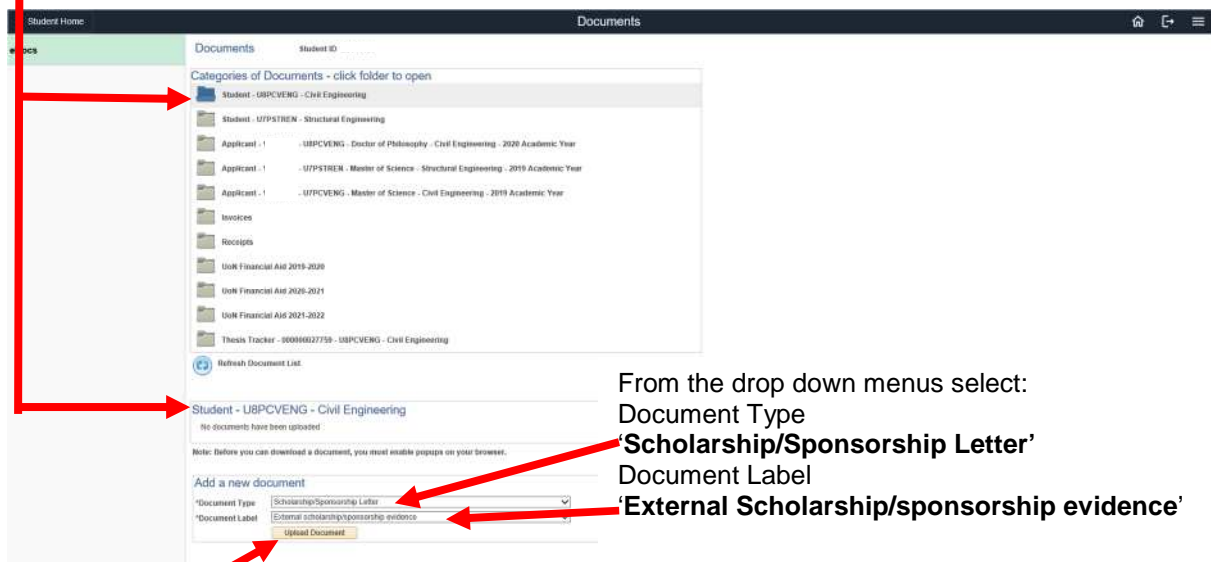 Student Home
Documents
Documents Student ID
Categories of Documents - click folder to open
Student - U8PCVENG - Civil Engineering
Student - U7PSTREN - Structural Engineering
Applicant - - U8PCVENG - Doctor of Philosophy - Civil Engineering - 2020 Academic Year
Applicant - - U7PSTREN - Master of Science - Structural Engineering - 2019 Academic Year
Applicant - - U7PCVENG - Master of Science - Civil Engineering - 2019 Academic Year
Invoices
Receipts
UoN Financial Aid 2019-2020
UoN Financial Aid 2020-2021
UoN Financial Aid 2021-2022
Thesis Tracker - 000000027759 - U8PCVENG - Civil Engineering
Refresh Document List
Student - U8PCVENG - Civil Engineering
No documents have been uploaded
Note: Before you can download a document, you must enable popups on your browser.
Add a new document
*Document Type Scholarship/Sponsorship Letter
*Document Label External scholarship/sponsorship evidence
Upload Document
From the drop down menus select:
Document Type
‘Scholarship/Sponsorship Letter’
Document Label
‘External Scholarship/sponsorship evidence’